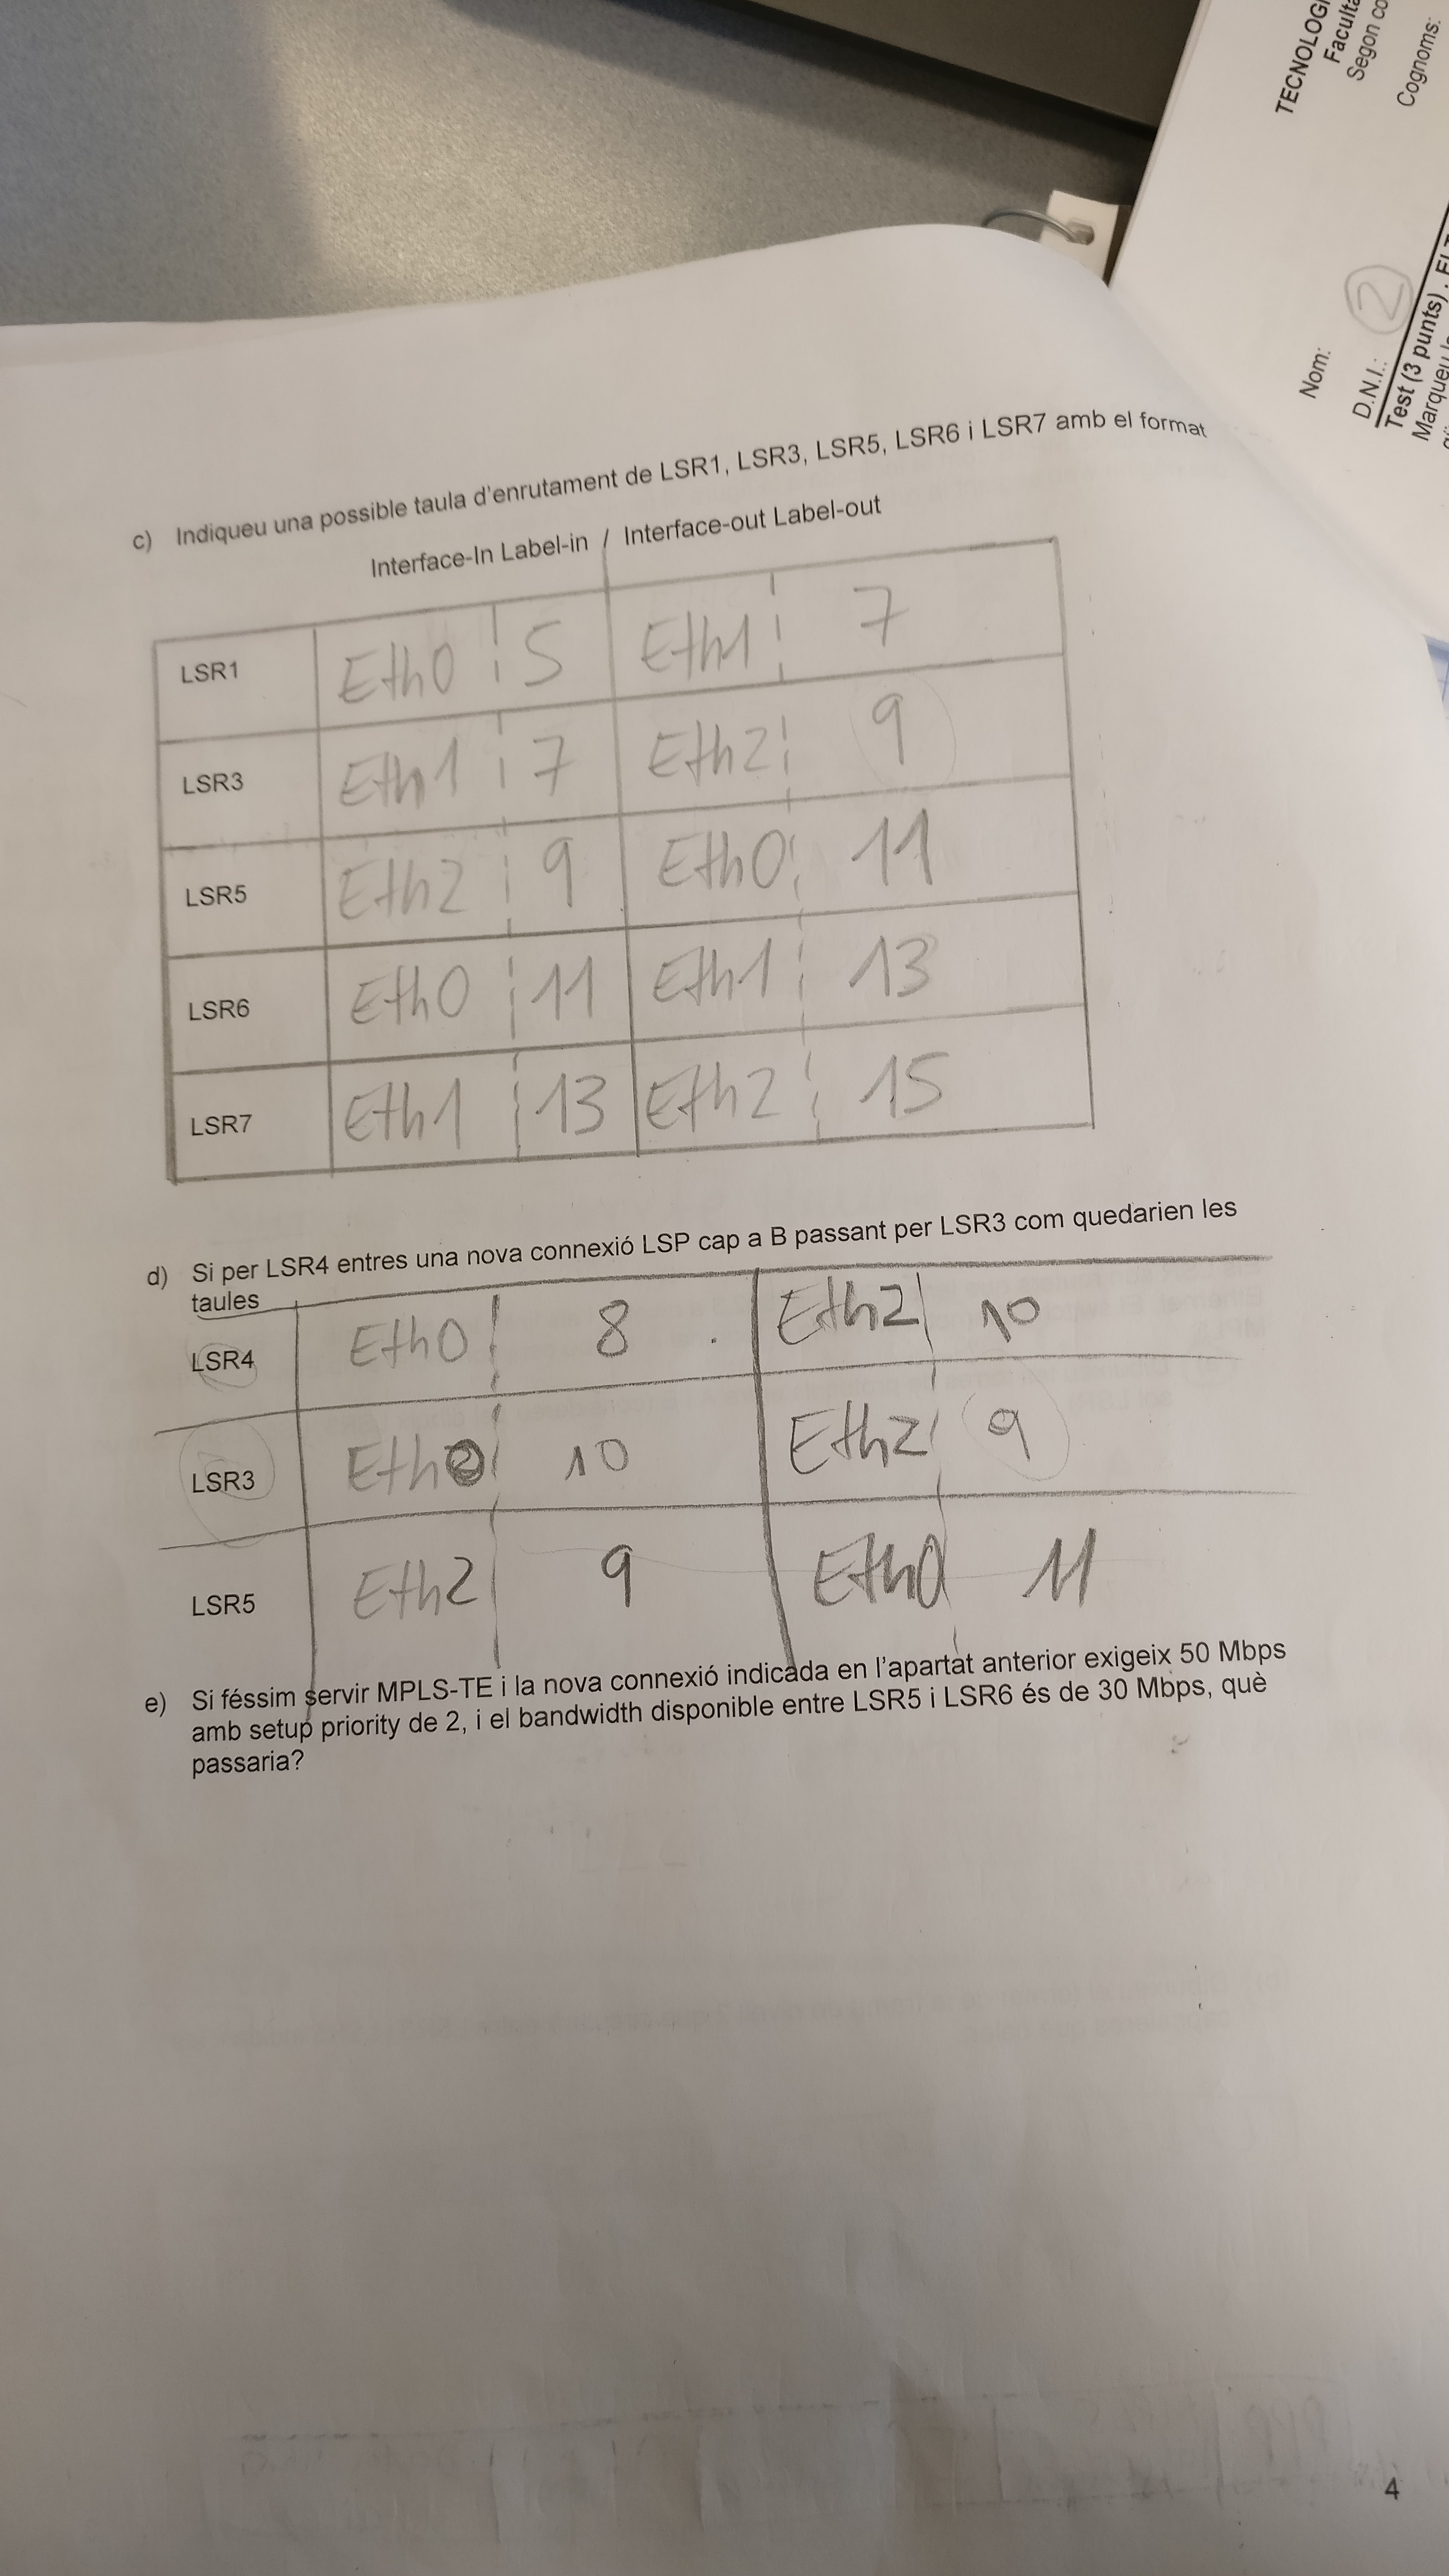 TECNOLOG
Facult
Segon co
Cognoms:
Nom:
D.N.I.: 2
Test (3 punts). El
Marqueu
c) Indiqueu una possible taula d'enrutament de LSR1, LSR3, LSR5, LSR6 i LSR7 amb el format
Interface-In Label-in / Interface-out Label-out
LSR1 Eth0 5 Eth1 7
LSR3 Eth1 7 Eth2 9
LSR5 Eth2 9 Eth0 11
LSR6 Eth0 11 Eth1 13
LSR7 Eth1 13 Eth2 15
d) Si per LSR4 entres una nova connexió LSP cap a B passant per LSR3 com quedarien les
taules
LSR4 Eth0 8 Eth2 10
LSR3 Eth0 10 Eth2 9
LSR5 Eth2 9 Eth0 11
e) Si féssim servir MPLS-TE i la nova connexió indicada en l'apartat anterior exigeix 50 Mbps
amb setup priority de 2, i el bandwidth disponible entre LSR5 i LSR6 és de 30 Mbps, què
passaria?
4